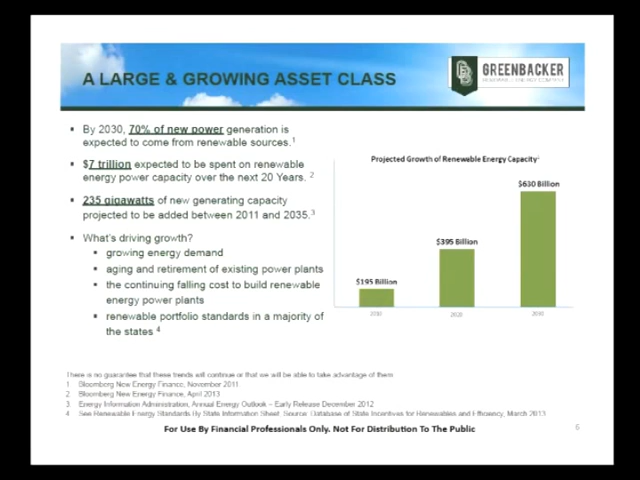 A LARGE & GROWING ASSET CLASS
GREENBACKER
▪ By 2030, 70% of new power generation is
expected to come from renewable sources.1
▪ $7 trillion expected to be spent on renewable
energy power capacity over the next 20 Years. 2
▪ 235 gigawatts of new generating capacity
projected to be added between 2011 and 2035.3
▪ What's driving growth?
▪ growing energy demand
▪ aging and retirement of existing power plants
▪ the continuing falling cost to build renewable
energy power plants
▪ renewable portfolio standards in a majority of
the states 4
Projected Growth of Renewable Energy Capacity1
$630 Billion
$395 Billion
$195 Billion
2010 2020 2030
There is no guarantee that these trends will continue or that we will be able to take advantage of them
1 Bloomberg New Energy Finance, November 2011
2 Bloomberg New Energy Finance, April 2013
3 Energy Information Administration, Annual Energy Outlook – Early Release December 2012
4 See Renewable Energy Standards By State Information Sheet, Source: Database of State Incentives for Renewables and Efficiency, March 2013
For Use By Financial Professionals Only. Not For Distribution To The Public
6